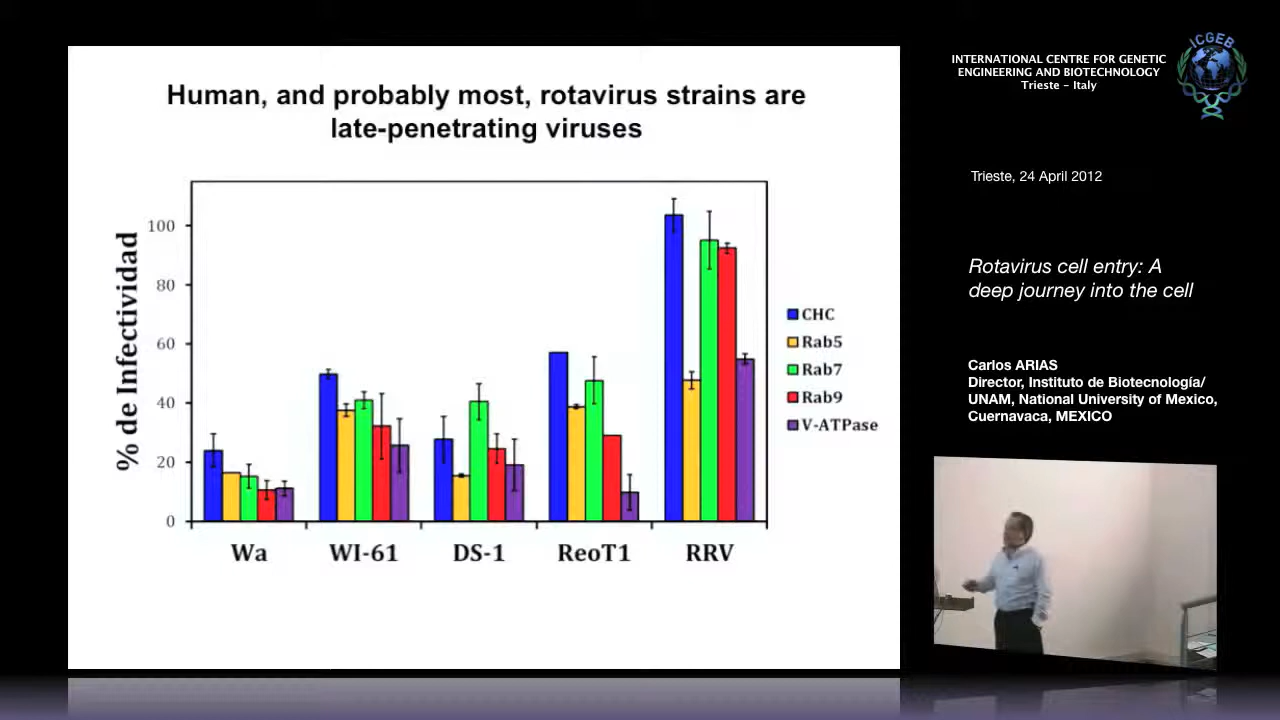 Human, and probably most, rotavirus strains are
late-penetrating viruses
% de Infectividad
100
80
60
40
20
0
Wa
WI-61
DS-1
ReoT1
RRV
CHC
Rab5
Rab7
Rab9
V-ATPase
ICGEB
INTERNATIONAL CENTRE FOR GENETIC
ENGINEERING AND BIOTECHNOLOGY
Trieste - Italy
Trieste, 24 April 2012
Rotavirus cell entry: A
deep journey into the cell
Carlos ARIAS
Director, Instituto de Biotecnología/
UNAM, National University of Mexico,
Cuernavaca, MEXICO